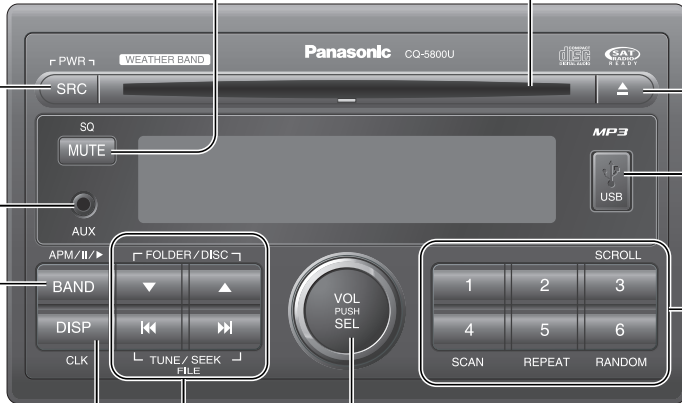 PWR
WEATHER BAND
Panasonic CQ-5800U
COMPACT
disc
DIGITAL AUDIO
SAT
RADIO
READY
SRC
SQ
MUTE
MP3
USB
AUX
APM/II/▶
FOLDER/DISC
SCROLL
BAND
VOL
PUSH
SEL
1 2 3
DISP
4 5 6
CLK
TUNE/SEEK
FILE
SCAN REPEAT RANDOM